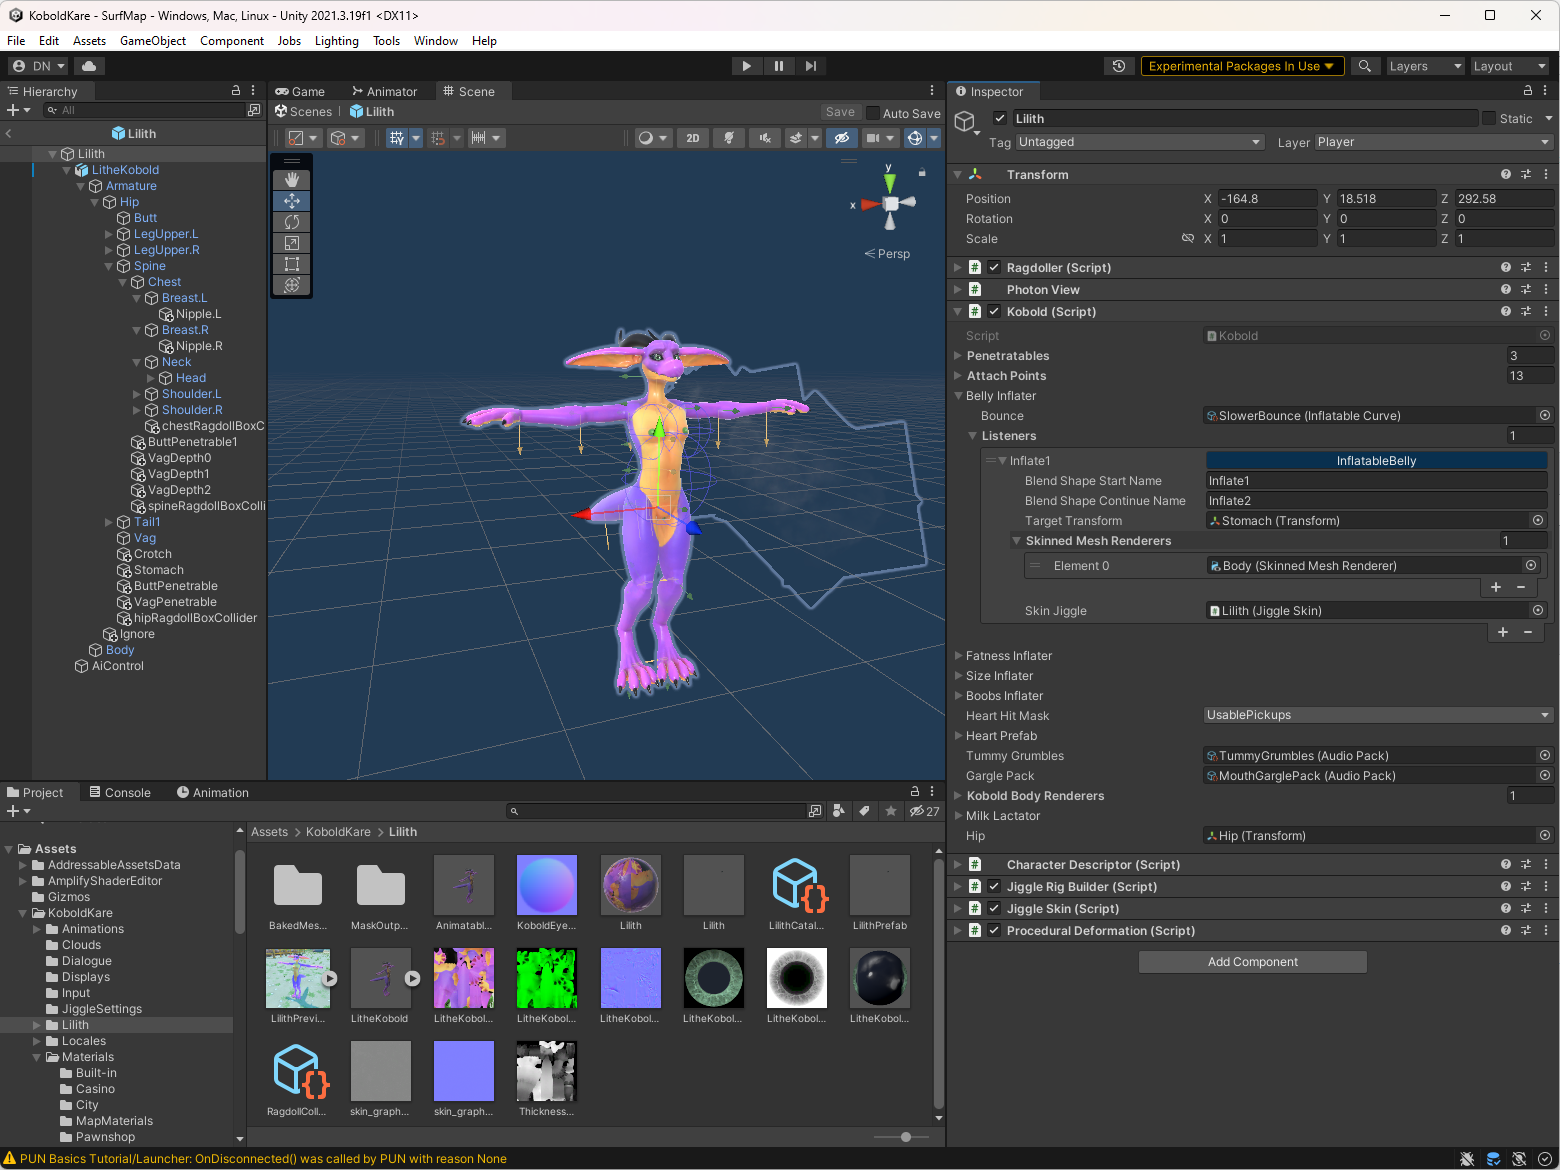 KoboldKare - SurfMap - Windows, Mac, Linux - Unity 2021.3.19f1 <DX11>
File Edit Assets GameObject Component Jobs Lighting Tools Window Help
DN
Experimental Packages In Use
Layers
Layout
Hierarchy
All
Lilith
Lilith
LitheKobold
Armature
Hip
Butt
LegUpper.L
LegUpper.R
Spine
Chest
Breast.L
Nipple.L
Breast.R
Nipple.R
Neck
Head
Shoulder.L
Shoulder.R
chestRagdollBoxC
ButtPenetrable1
VagDepth0
VagDepth1
VagDepth2
spineRagdollBoxColli
Tail1
Vag
Crotch
Stomach
ButtPenetrable
VagPenetrable
hipRagdollBoxCollider
Ignore
Body
AiControl
Game Animator Scene
Scenes Lilith
Save Auto Save
2D
y
x
Persp
Inspector
Lilith
Static
Tag Untagged Layer Player
Transform
Position X -164.8 Y 18.518 Z 292.58
Rotation X 0 Y 0 Z 0
Scale X 1 Y 1 Z 1
Ragdoller (Script)
Photon View
Kobold (Script)
Script Kobold
Penetratables 3
Attach Points 13
Belly Inflater
Bounce SlowerBounce (Inflatable Curve)
Listeners 1
Inflate1 InflatableBelly
Blend Shape Start Name Inflate1
Blend Shape Continue Name Inflate2
Target Transform Stomach (Transform)
Skinned Mesh Renderers 1
Element 0 Body (Skinned Mesh Renderer)
Skin Jiggle Lilith (Jiggle Skin)
Fatness Inflater
Size Inflater
Boobs Inflater
Heart Hit Mask UsablePickups
Heart Prefab
Tummy Grumbles TummyGrumbles (Audio Pack)
Gargle Pack MouthGarglePack (Audio Pack)
Kobold Body Renderers 1
Milk Lactator
Hip Hip (Transform)
Character Descriptor (Script)
Jiggle Rig Builder (Script)
Jiggle Skin (Script)
Procedural Deformation (Script)
Add Component
Project Console Animation
27
Assets
AddressableAssetsData
AmplifyShaderEditor
Gizmos
KoboldKare
Animations
Clouds
Dialogue
Displays
Input
JiggleSettings
Lilith
Locales
Materials
Built-in
Casino
City
MapMaterials
Pawnshop
Assets > KoboldKare > Lilith
BakedMes... MaskOutp... Animatabl... KoboldEye... Lilith Lilith LilithCatal... LilithPrefab
LilithPrevi... LitheKobold LitheKobol... LitheKobol... LitheKobol... LitheKobol... LitheKobol... LitheKobol...
RagdollColl... skin_graph... skin_graph... Thickness...
PUN Basics Tutorial/Launcher: OnDisconnected() was called by PUN with reason None